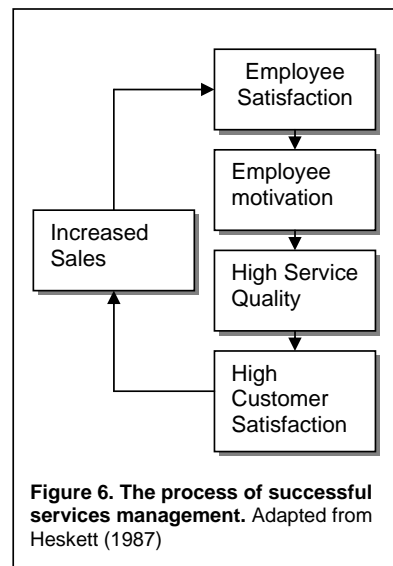 Employee
Satisfaction
Employee
motivation
Increased
Sales
High Service
Quality
High
Customer
Satisfaction
Figure 6. The process of successful
services management. Adapted from
Heskett (1987)